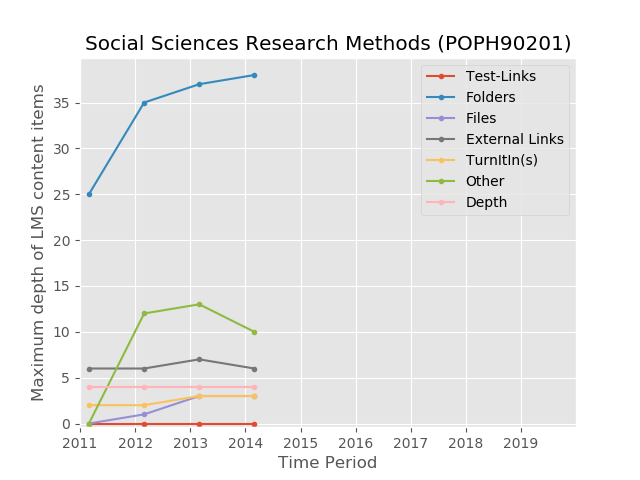 Social Sciences Research Methods (POPH90201)
Test-Links
Folders
Files
External Links
TurnItIn(s)
Other
Depth
Maximum depth of LMS content items
35
30
25
20
15
10
5
0
2011 2012 2013 2014 2015 2016 2017 2018 2019
Time Period